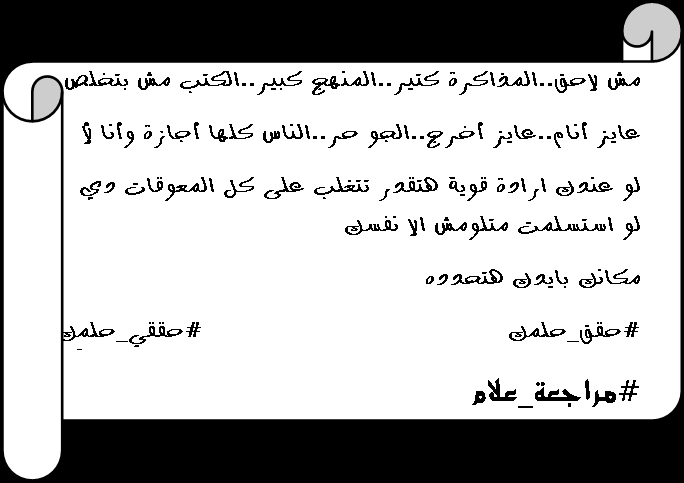 مش لاحق..المذاكرة كتير..المنهج كبير..الكتب مش بتخلص
عايز أنام..عايز أخرج..الجو حر..الناس كلها أجازة وأنا لأ
لو عندك ارادة قوية هتقدر تتغلب على كل المعوقات دي
لو استسلمت متلومش الا نفسك
مكانك بايدك هتحدده
#حقق_حلمك #حققي_حلمِك
#مراجعة_علام